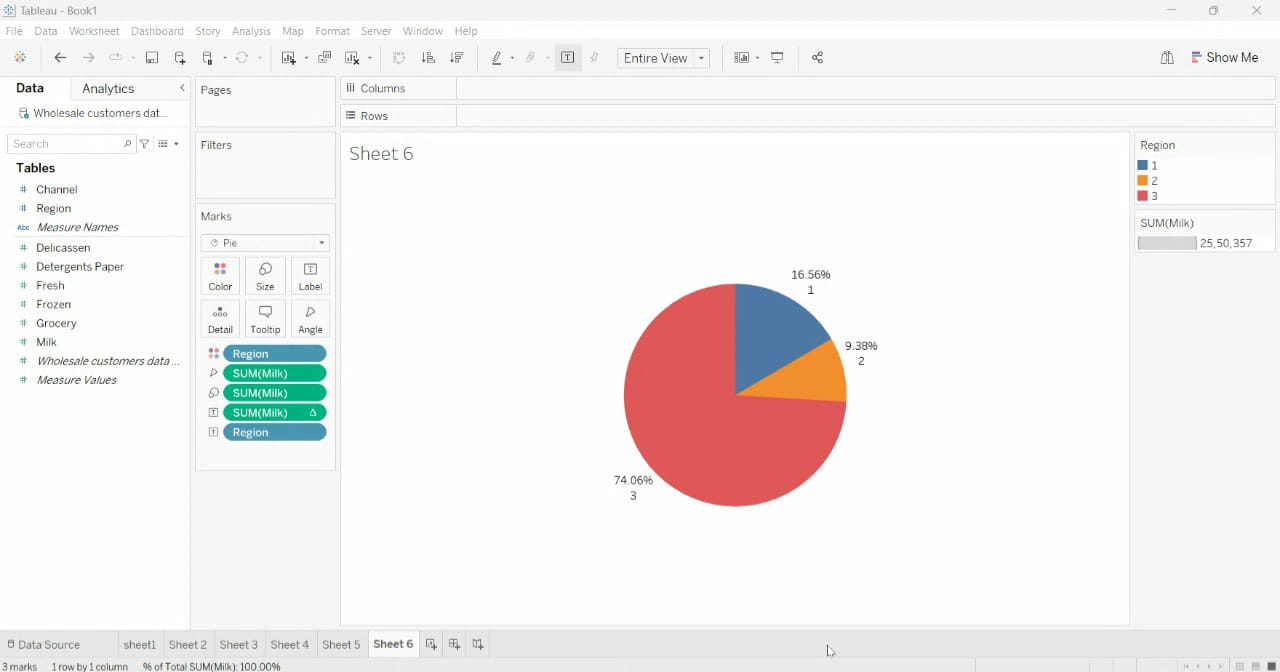 Tableau - Book1
File Data Worksheet Dashboard Story Analysis Map Format Server Window Help
Entire View
Show Me
Data Analytics
Wholesale customers dat...
Search
Tables
# Channel
# Region
Abc Measure Names
# Delicassen
# Detergents Paper
# Fresh
# Frozen
# Grocery
# Milk
# Wholesale customers data ...
# Measure Values
Pages
Filters
Marks
Pie
Color Size Label
Detail Tooltip Angle
Region
SUM(Milk)
SUM(Milk)
SUM(Milk) Δ
Region
Columns
Rows
Sheet 6
16.56%
1
9.38%
2
74.06%
3
Region
1
2
3
SUM(Milk)
25,50,357
Data Source sheet1 Sheet 2 Sheet 3 Sheet 4 Sheet 5 Sheet 6
3 marks 1 row by 1 column % of Total SUM(Milk): 100.00%